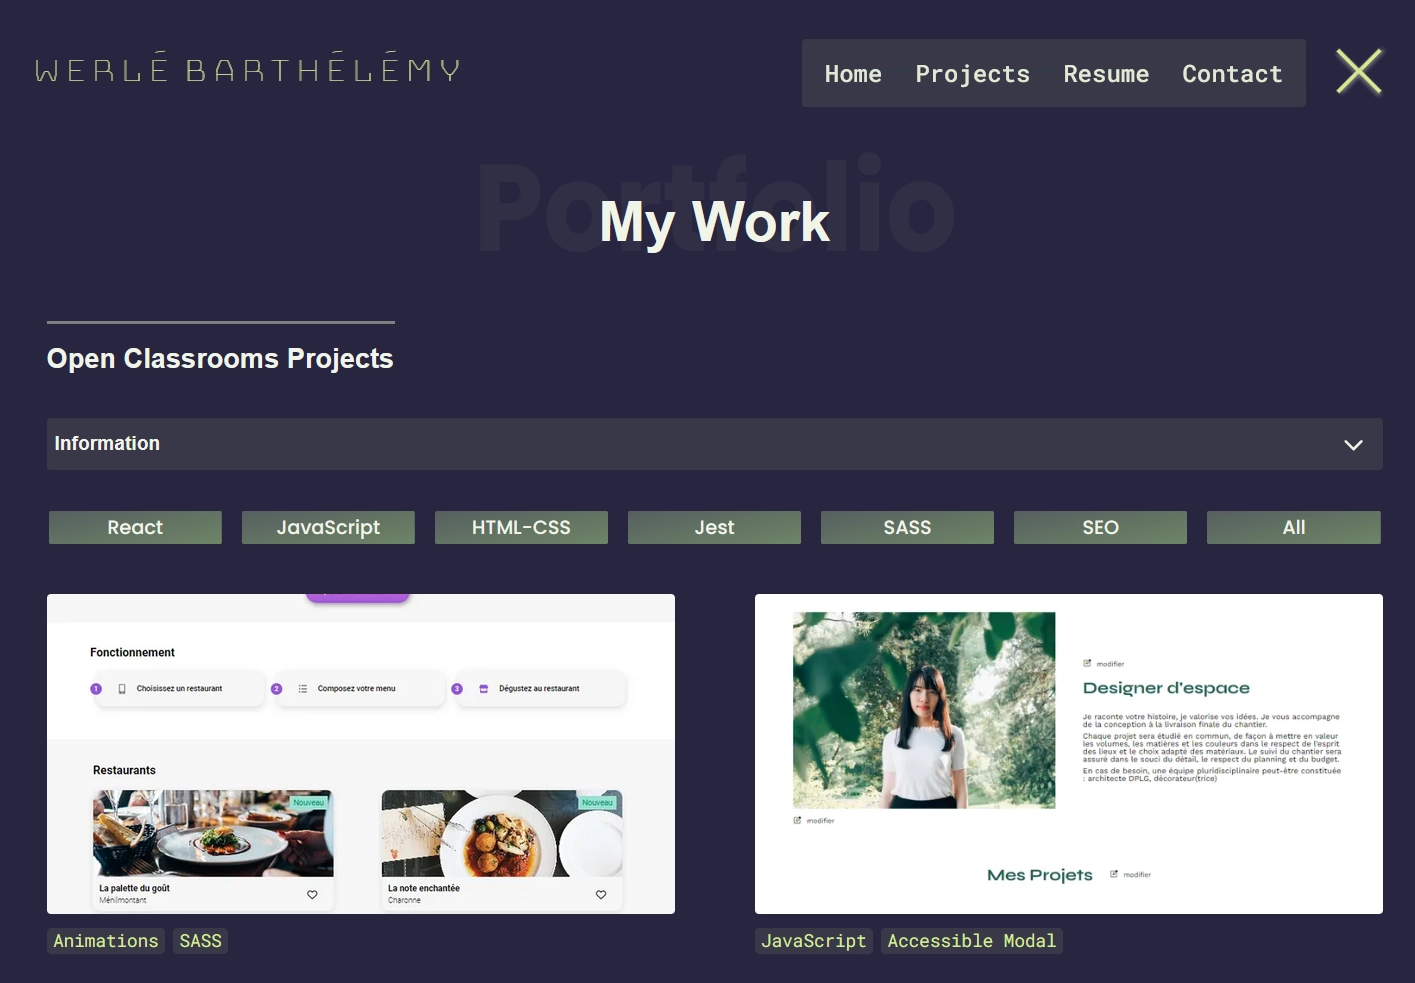 WERLÉ BARTHÉLÉMY
Home Projects Resume Contact
Portfolio
My Work
Open Classrooms Projects
Information
React JavaScript HTML-CSS Jest SASS SEO All
Fonctionnement
1 Choisissez un restaurant 2 Composez votre menu 3 Dégustez au restaurant
Restaurants
Nouveau Nouveau
La palette du goût La note enchantée
Ménilmontant Charonne
Animations SASS
modifier
Designer d'espace
Je raconte votre histoire, je valorise vos idées. Je vous accompagne
de la conception à la livraison finale du chantier.
Chaque projet sera étudié en commun, de façon à mettre en valeur
les volumes, les matières et les couleurs dans le respect de l'esprit
des lieux et le choix adapté des matériaux. Le suivi du chantier sera
assuré dans le souci du détail, le respect du planning et du budget.
En cas de besoin, une équipe pluridisciplinaire peut-être constituée
: architecte DPLG, décorateur(trice)
modifier
Mes Projets modifier
JavaScript Accessible Modal